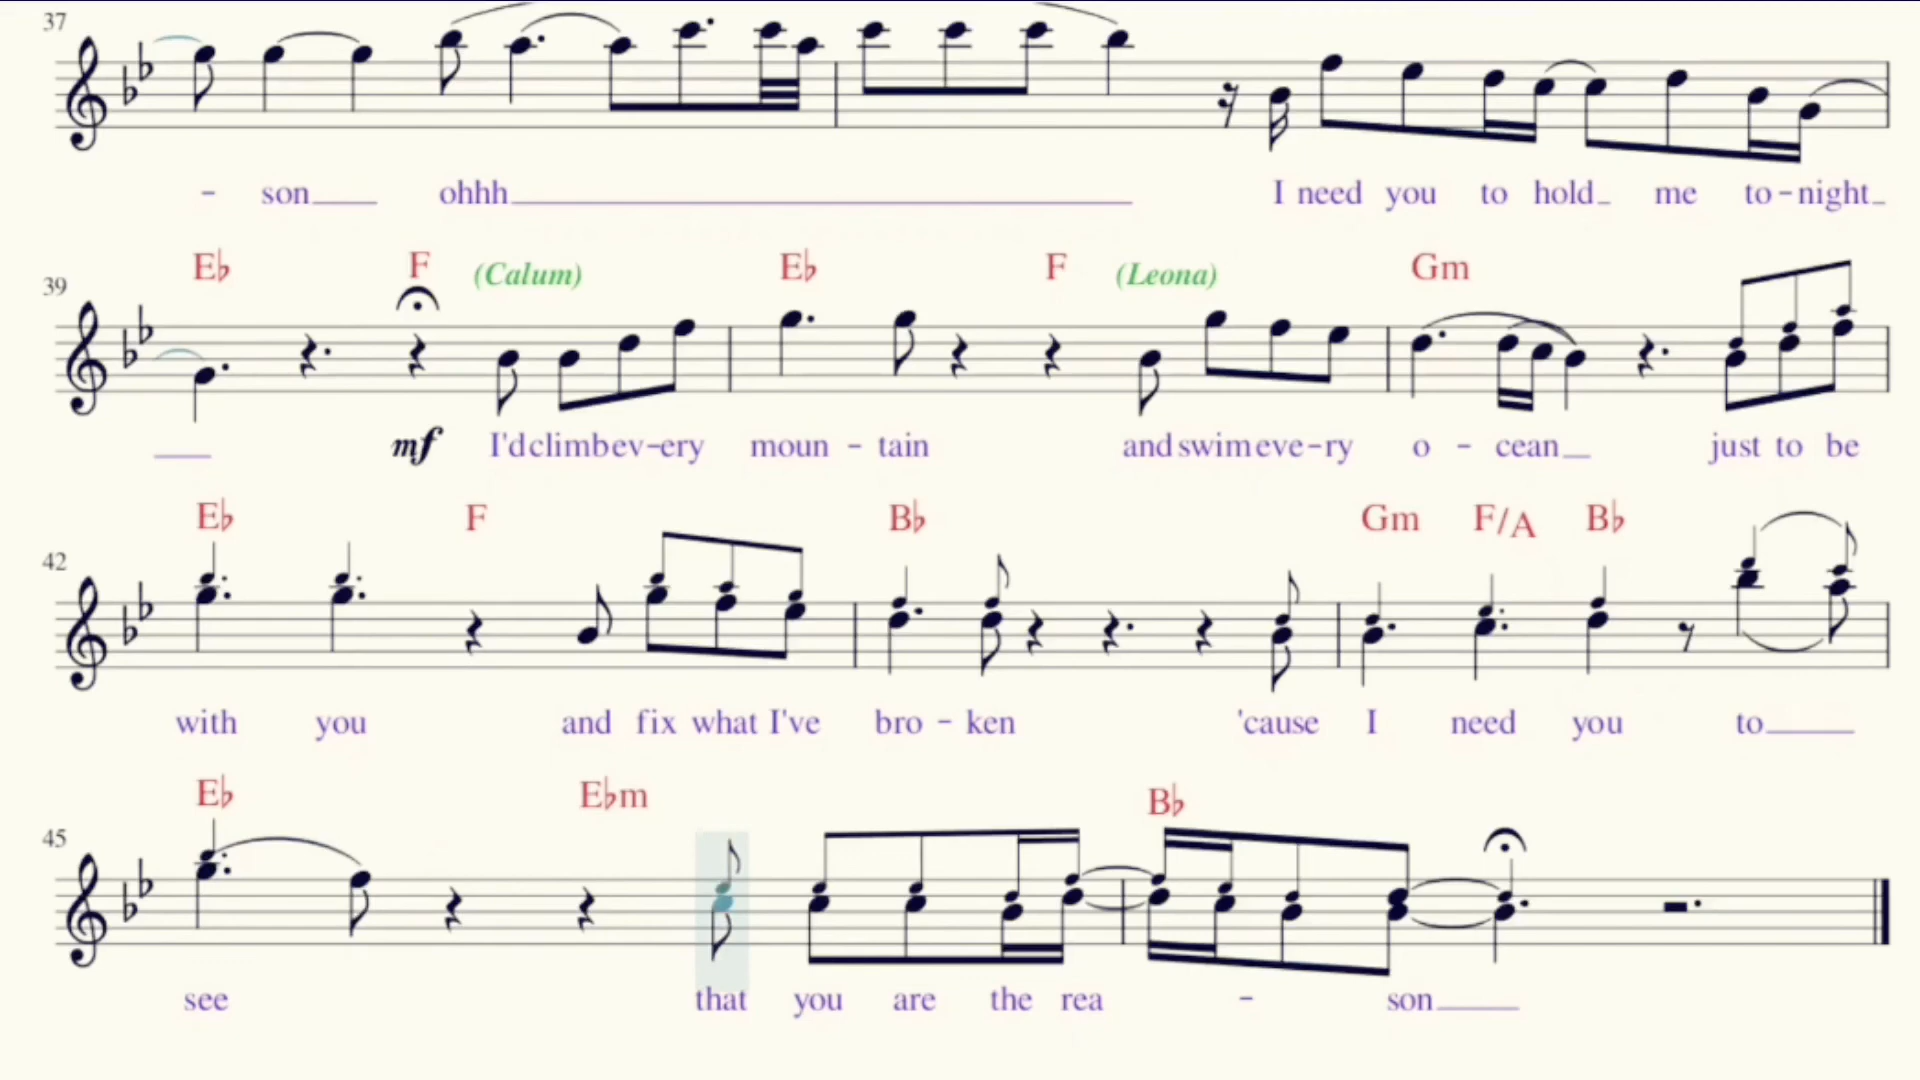 37
- son ohhh I need you to hold me to-night
E♭ F (Calum) E♭ F (Leona) Gm
39
mf I'd climb ev-ery moun - tain and swim eve-ry o - cean just to be
E♭ F B♭ Gm F/A B♭
42
with you and fix what I've bro - ken 'cause I need you to
E♭ E♭m B♭
45
see that you are the rea - son